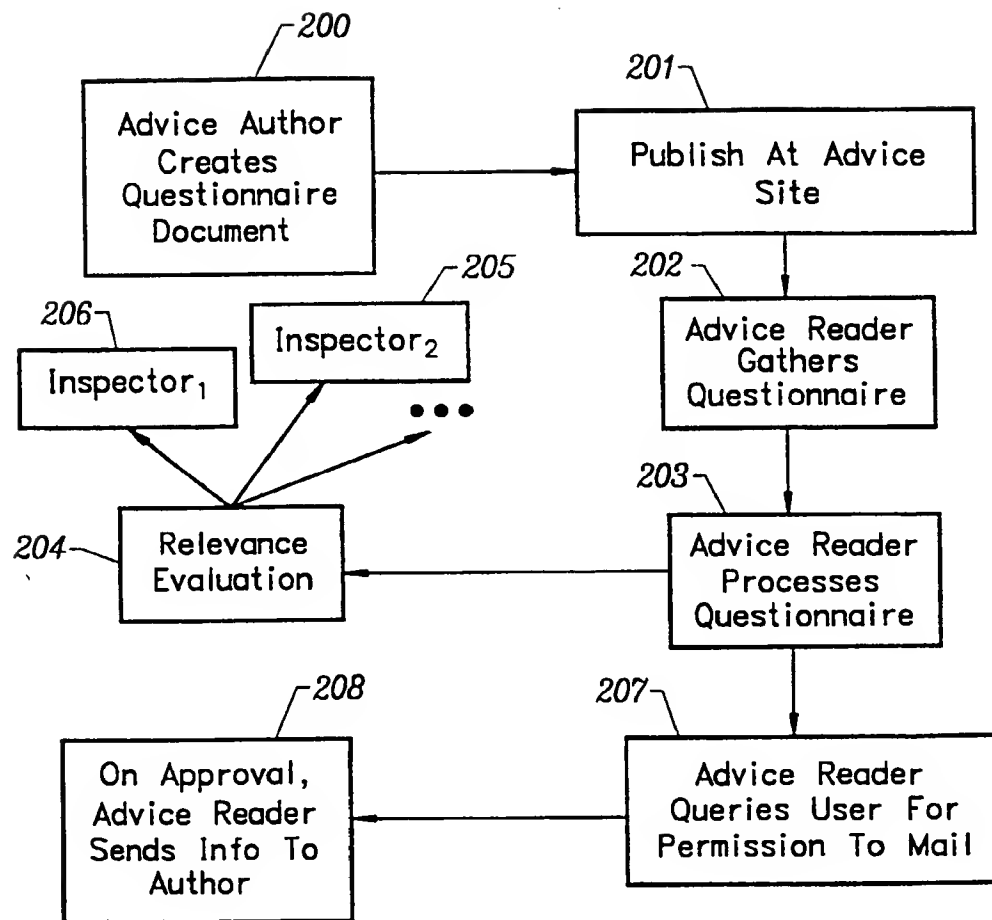 200
Advice Author
Creates
Questionnaire
Document
201
Publish At Advice
Site
202
Advice Reader
Gathers
Questionnaire
206
Inspector₁
205
Inspector₂
203
Advice Reader
Processes
Questionnaire
204
Relevance
Evaluation
207
Advice Reader
Queries User For
Permission To Mail
208
On Approval,
Advice Reader
Sends Info To
Author